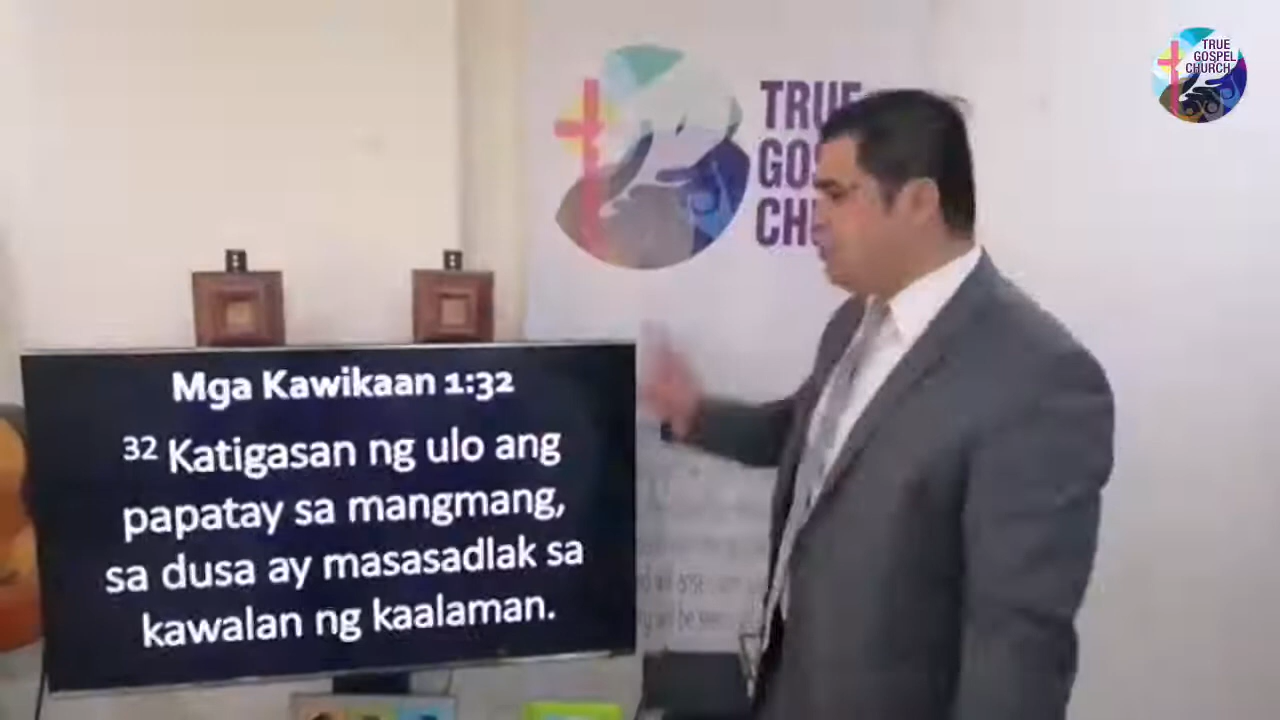 TRUE
GOSPEL
CHURCH
Mga Kawikaan 1:32
32 Katigasan ng ulo ang
papatay sa mangmang,
sa dusa ay masasadlak sa
kawalan ng kaalaman.